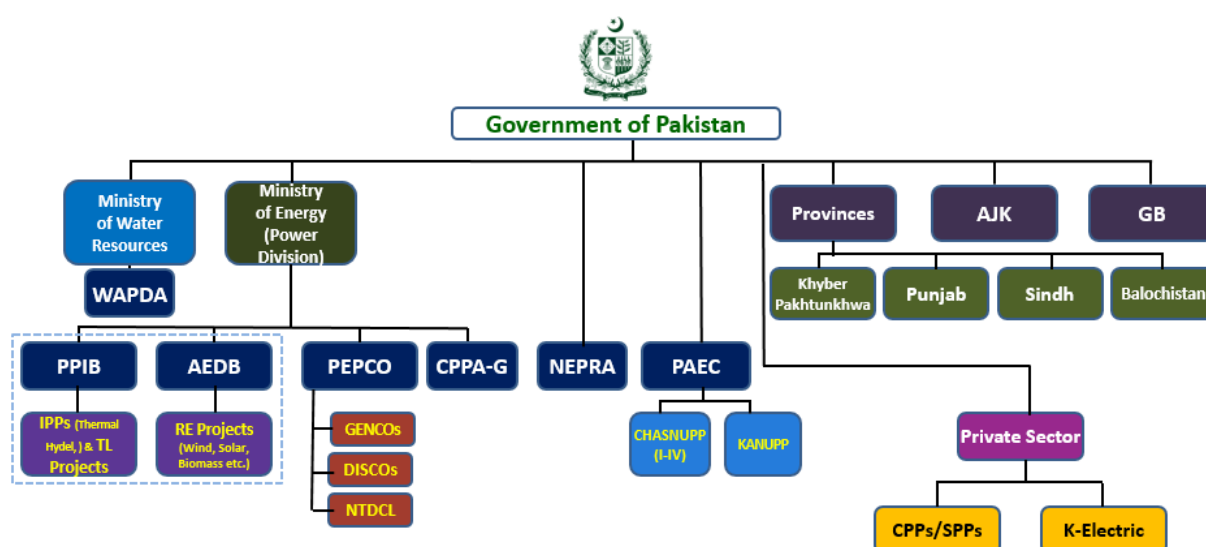 Government of Pakistan
Ministry
of Water
Resources
Ministry
of Energy
(Power
Division)
Provinces
AJK
GB
WAPDA
Khyber
Pakhtunkhwa
Punjab
Sindh
Balochistan
PPIB
AEDB
PEPCO
CPPA-G
NEPRA
PAEC
IPPs (Thermal
Hydel, ) & TL
Projects
RE Projects
(Wind, Solar,
Biomass etc.)
GENCOs
DISCOs
NTDCL
CHASNUPP
(I-IV)
KANUPP
Private Sector
CPPs/SPPs
K-Electric